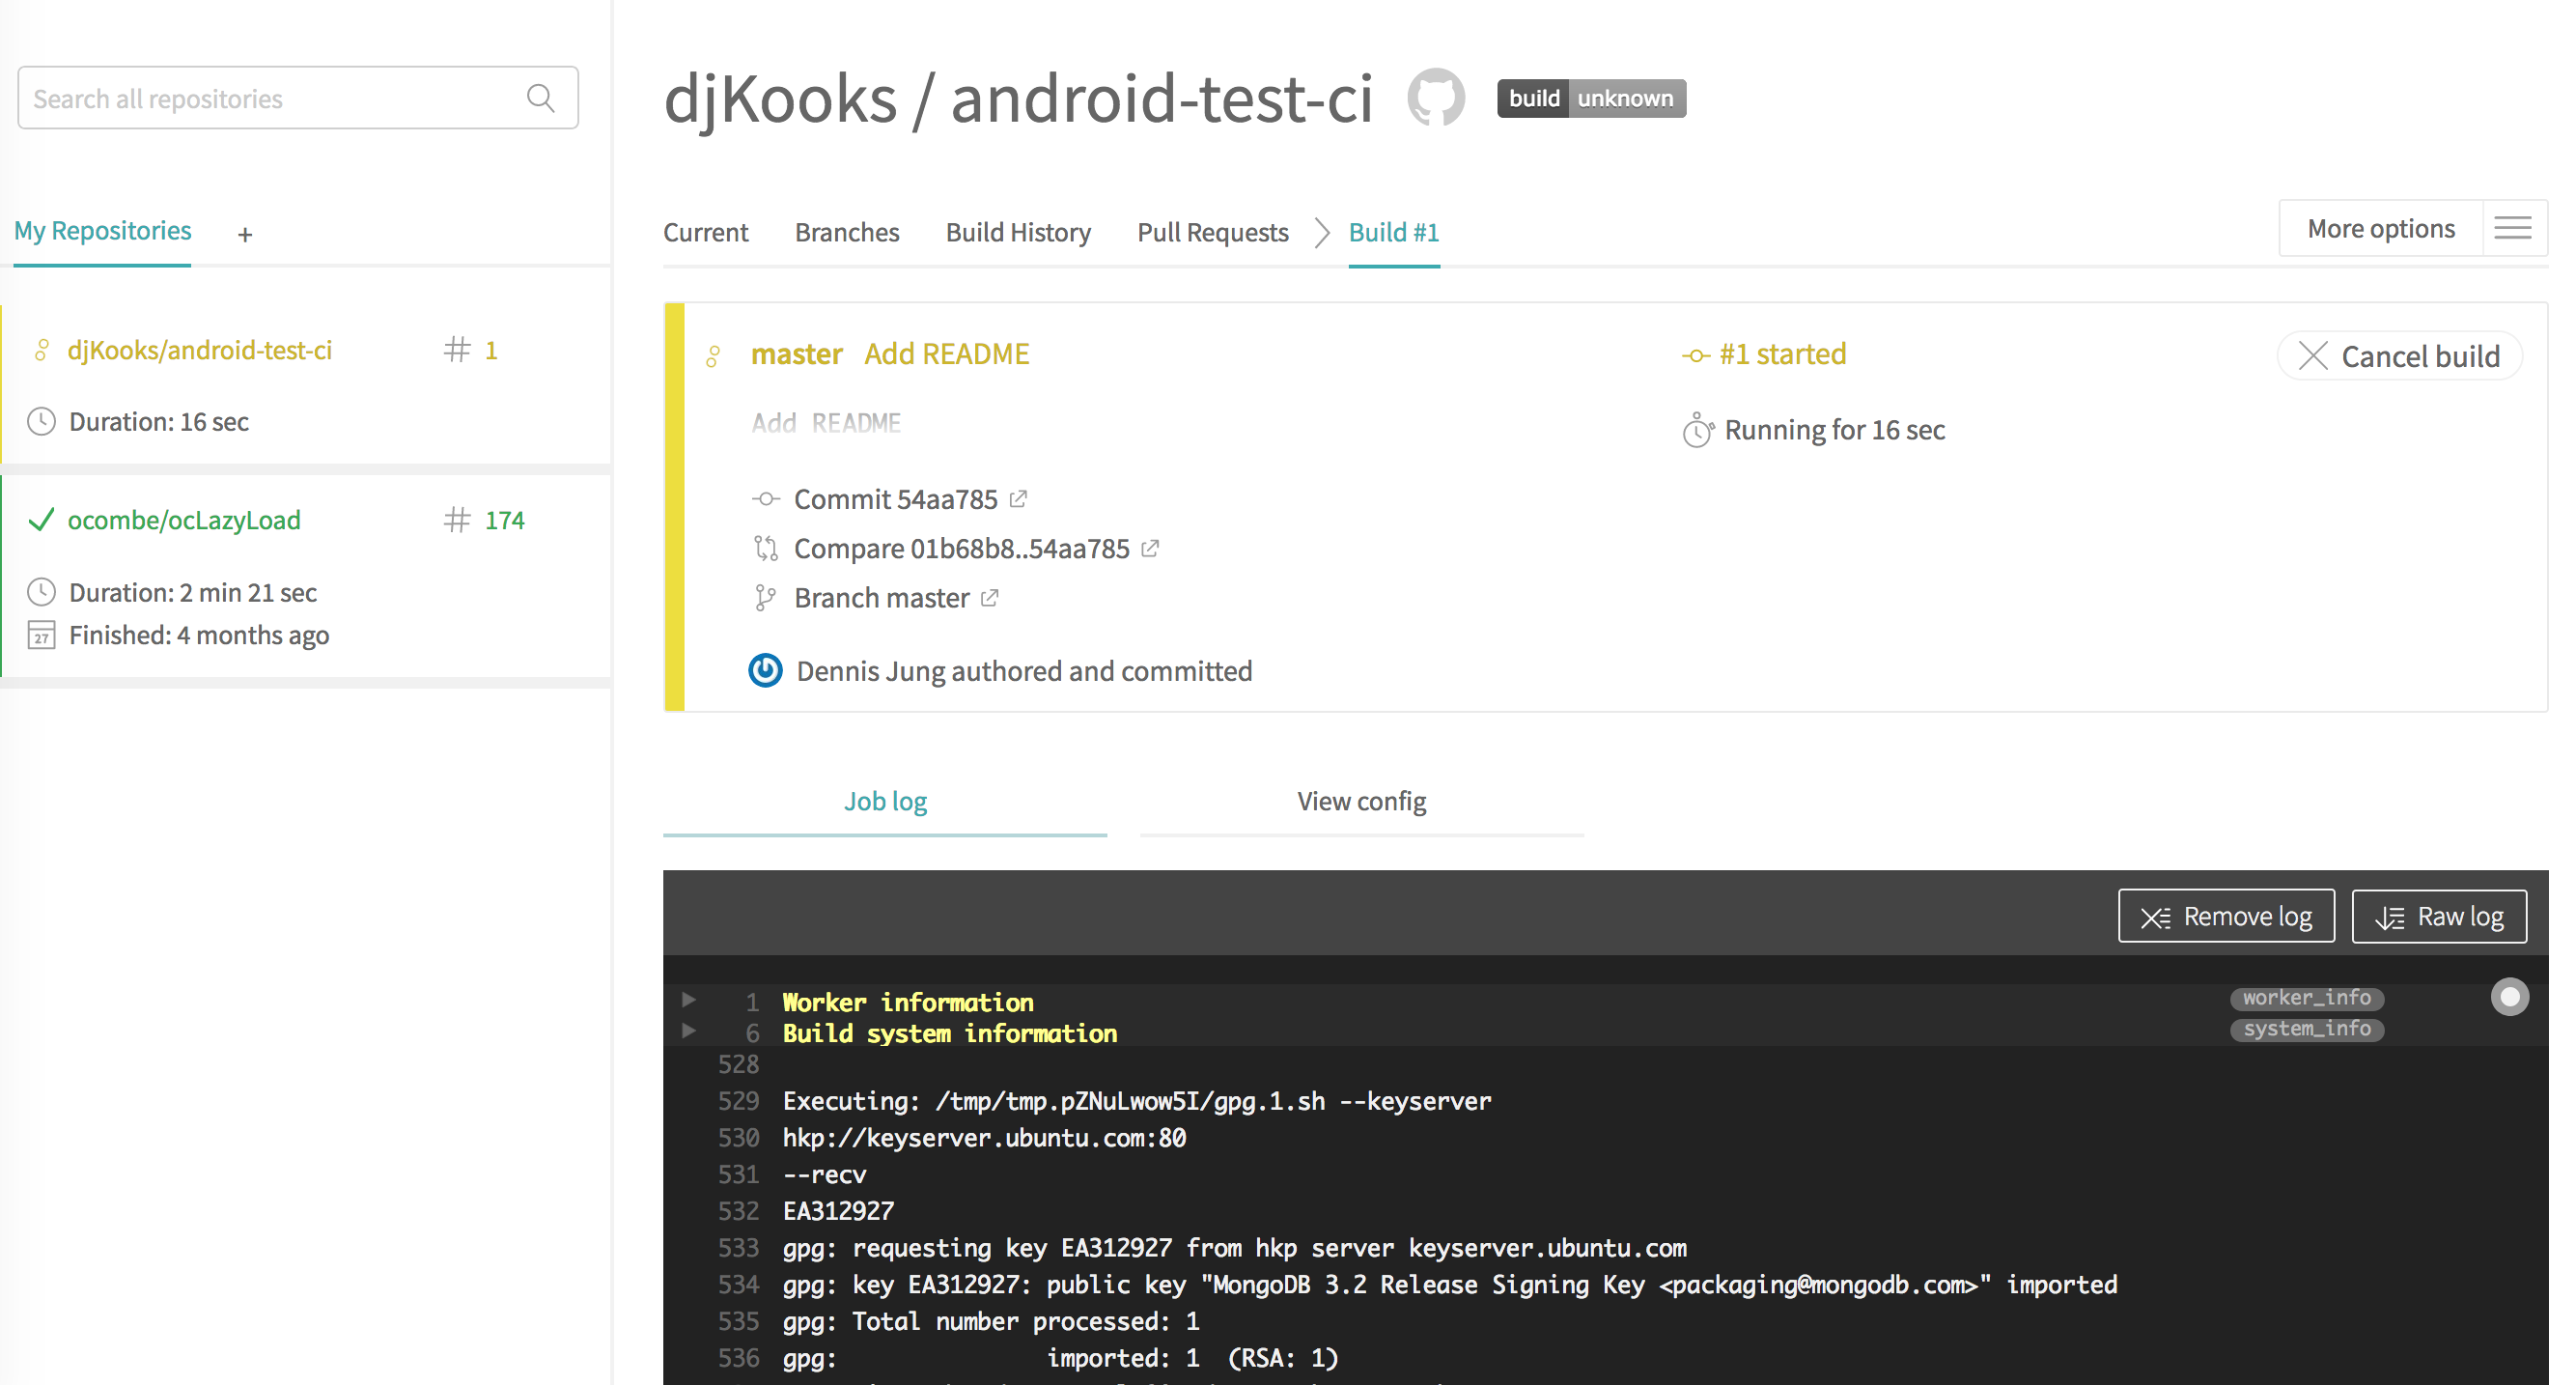 Search all repositories
My Repositories +
djKooks/android-test-ci # 1
Duration: 16 sec
ocombe/ocLazyLoad # 174
Duration: 2 min 21 sec
27 Finished: 4 months ago
djKooks / android-test-ci build unknown
Current Branches Build History Pull Requests Build #1 More options
master Add README #1 started Cancel build
Add README Running for 16 sec
Commit 54aa785
Compare 01b68b8..54aa785
Branch master
Dennis Jung authored and committed
Job log View config
Remove log Raw log
1 Worker information worker_info
6 Build system information system_info
528
529 Executing: /tmp/tmp.pZNuLwow5I/gpg.1.sh --keyserver
530 hkp://keyserver.ubuntu.com:80
531 --recv
532 EA312927
533 gpg: requesting key EA312927 from hkp server keyserver.ubuntu.com
534 gpg: key EA312927: public key "MongoDB 3.2 Release Signing Key <packaging@mongodb.com>" imported
535 gpg: Total number processed: 1
536 gpg: imported: 1 (RSA: 1)